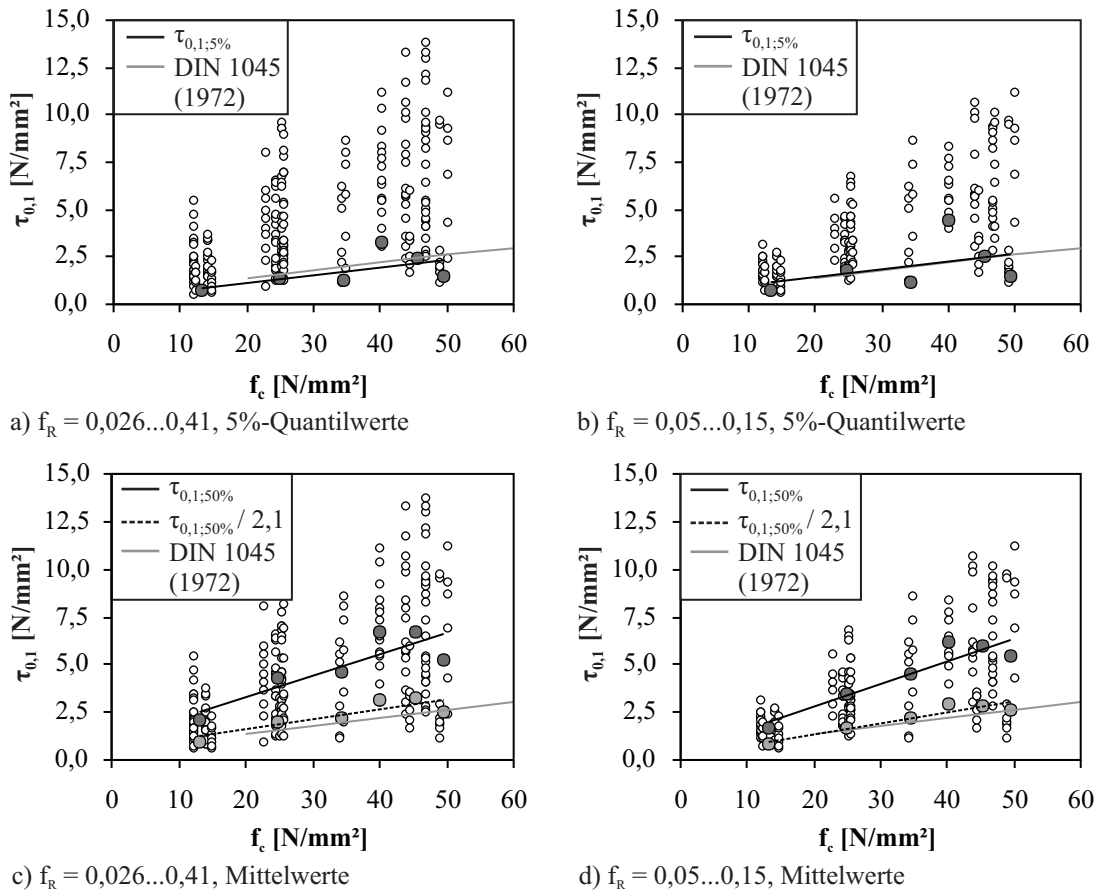 15,0
12,5
10,0
7,5
5,0
2,5
0,0
τ0,1 [N/mm²]
τ0,1;5%
DIN 1045
(1972)
0 10 20 30 40 50 60
fc [N/mm²]
a) fR = 0,026...0,41, 5%-Quantilwerte
15,0
12,5
10,0
7,5
5,0
2,5
0,0
τ0,1 [N/mm²]
τ0,1;5%
DIN 1045
(1972)
0 10 20 30 40 50 60
fc [N/mm²]
b) fR = 0,05...0,15, 5%-Quantilwerte
15,0
12,5
10,0
7,5
5,0
2,5
0,0
τ0,1 [N/mm²]
τ0,1;50%
τ0,1;50% / 2,1
DIN 1045
(1972)
0 10 20 30 40 50 60
fc [N/mm²]
c) fR = 0,026...0,41, Mittelwerte
15,0
12,5
10,0
7,5
5,0
2,5
0,0
τ0,1 [N/mm²]
τ0,1;50%
τ0,1;50% / 2,1
DIN 1045
(1972)
0 10 20 30 40 50 60
fc [N/mm²]
d) fR = 0,05...0,15, Mittelwerte